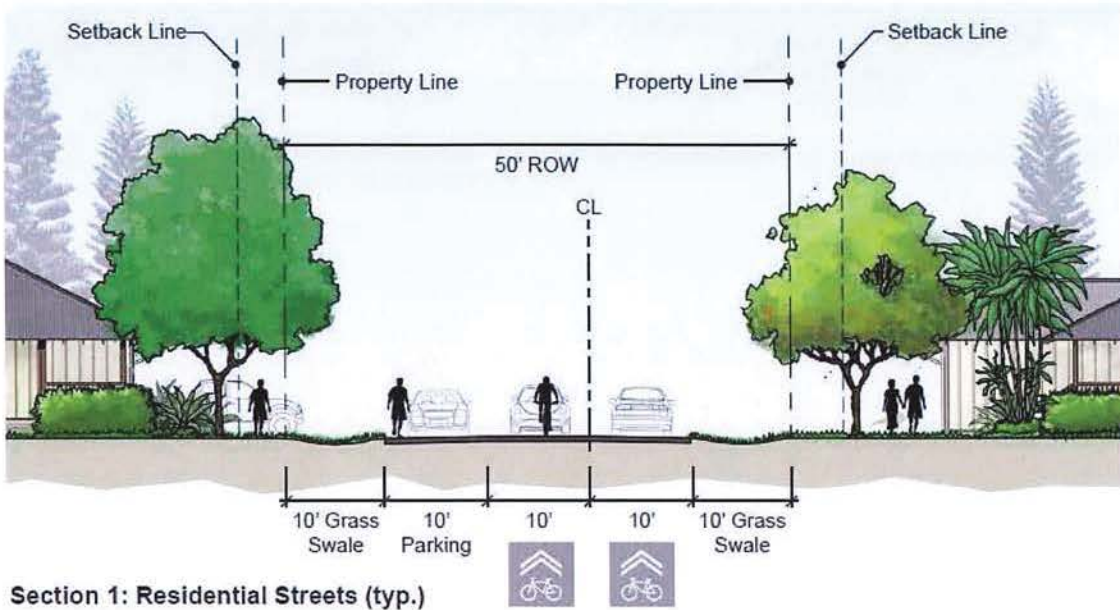 Setback Line
Setback Line
Property Line
Property Line
50' ROW
CL
10' Grass
Swale
10'
Parking
10'
10'
10' Grass
Swale
Section 1: Residential Streets (typ.)